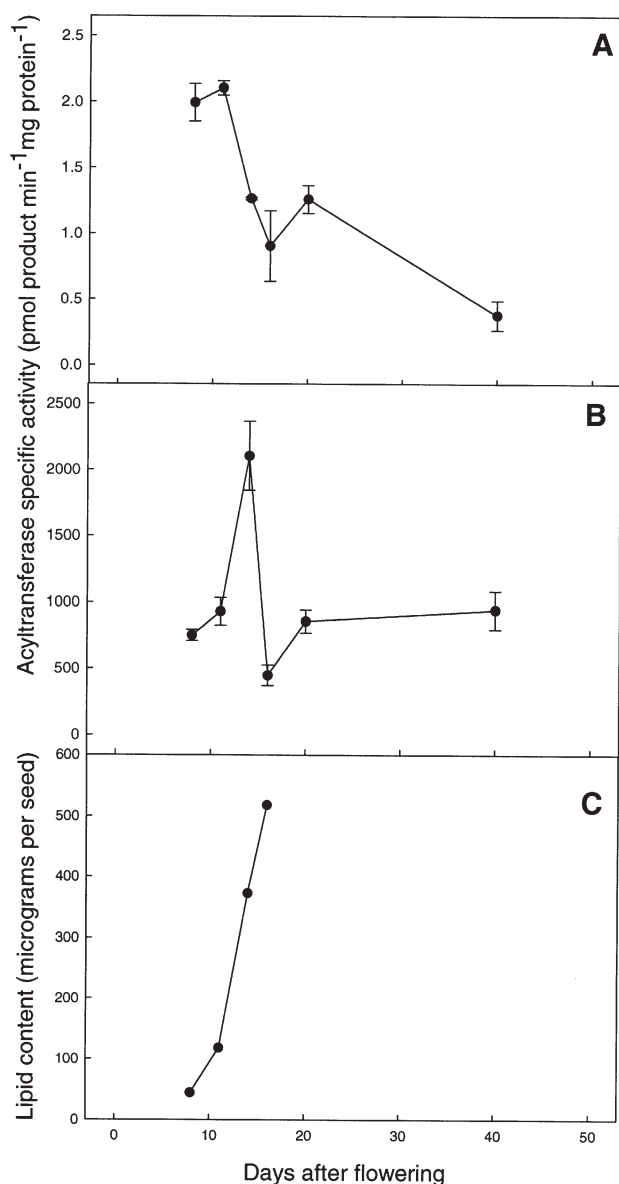 Acyltransferase specific activity (pmol product min-1mg protein-1)
A
2.5
2.0
1.5
1.0
0.5
0.0
B
2500
2000
1500
1000
500
0
Lipid content (micrograms per seed)
C
600
500
400
300
200
100
0
0 10 20 30 40 50
Days after flowering